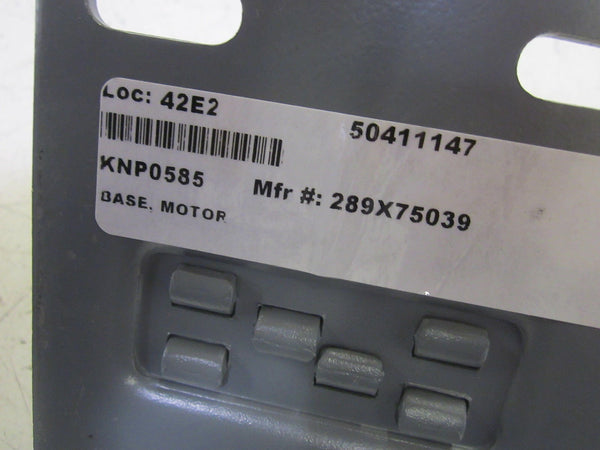 Loc: 42E2
50411147
KNP0585
Mfr #: 289X75039
BASE, MOTOR